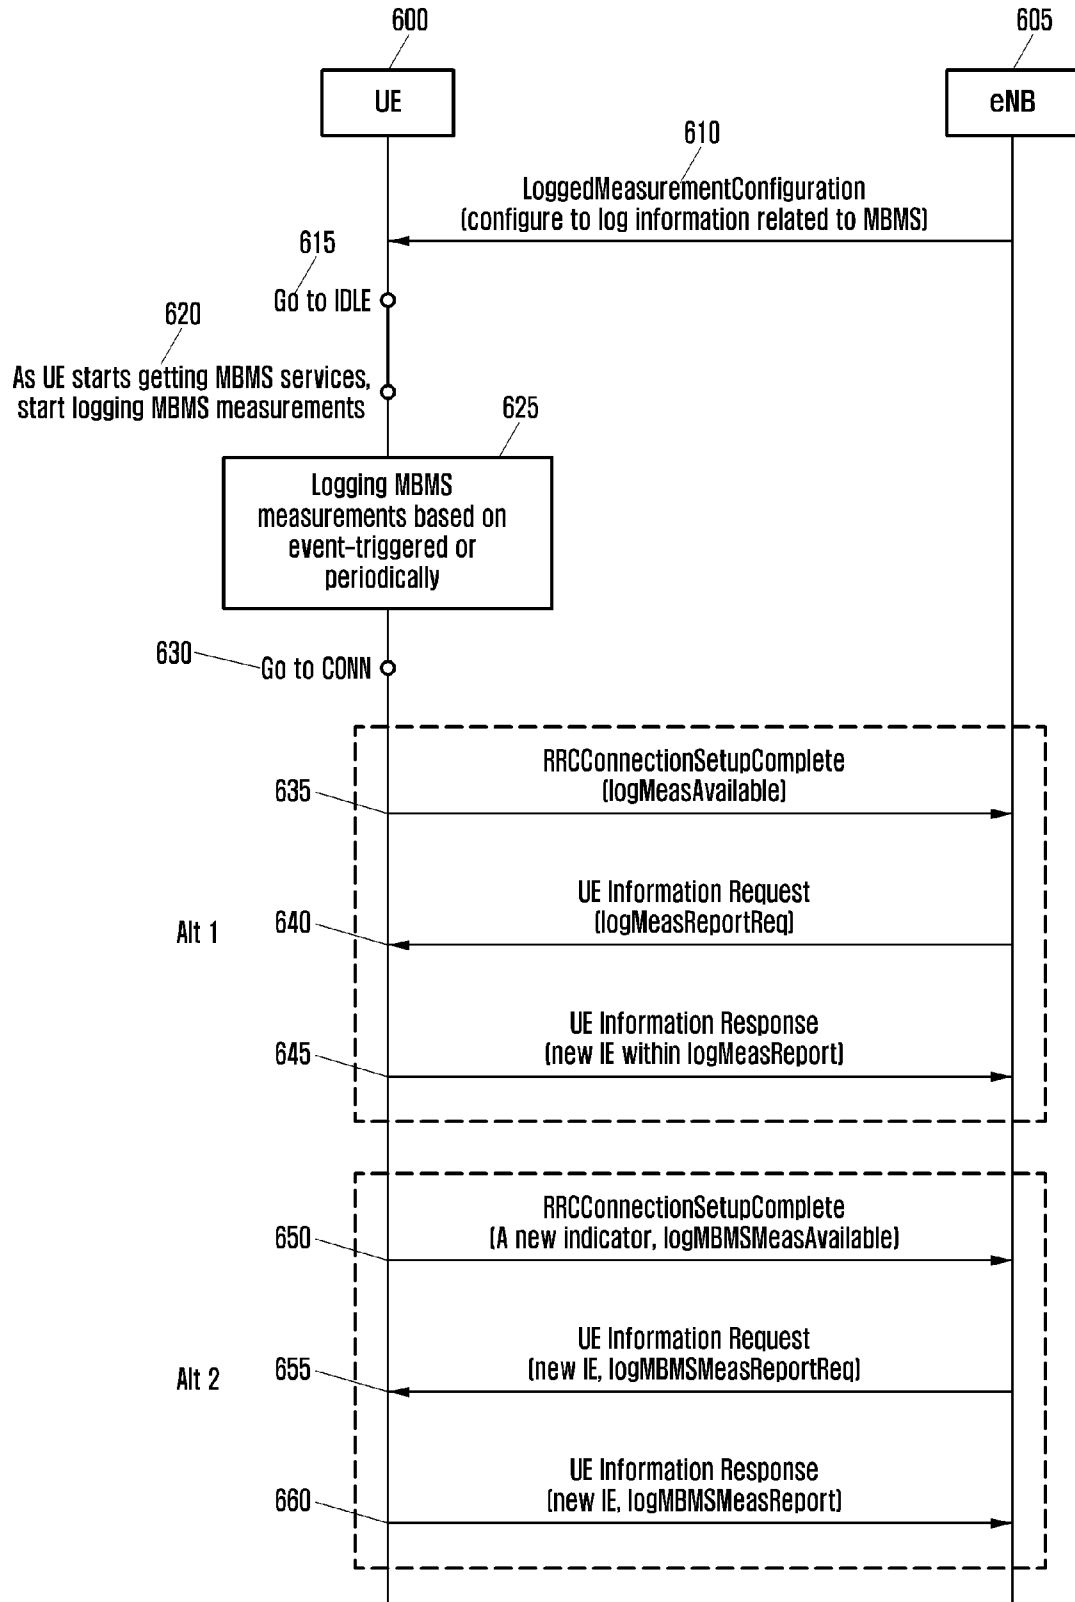 600
605
UE
eNB
610
LoggedMeasurementConfiguration
(configure to log information related to MBMS)
615
Go to IDLE
620
As UE starts getting MBMS services,
start logging MBMS measurements
625
Logging MBMS
measurements based on
event-triggered or
periodically
630
Go to CONN
RRCConnectionSetupComplete
(logMeasAvailable)
635
UE Information Request
(logMeasReportReq)
640
Alt 1
UE Information Response
(new IE within logMeasReport)
645
RRCConnectionSetupComplete
(A new indicator, logMBMSMeasAvailable)
650
UE Information Request
(new IE, logMBMSMeasReportReq)
655
Alt 2
UE Information Response
(new IE, logMBMSMeasReport)
660